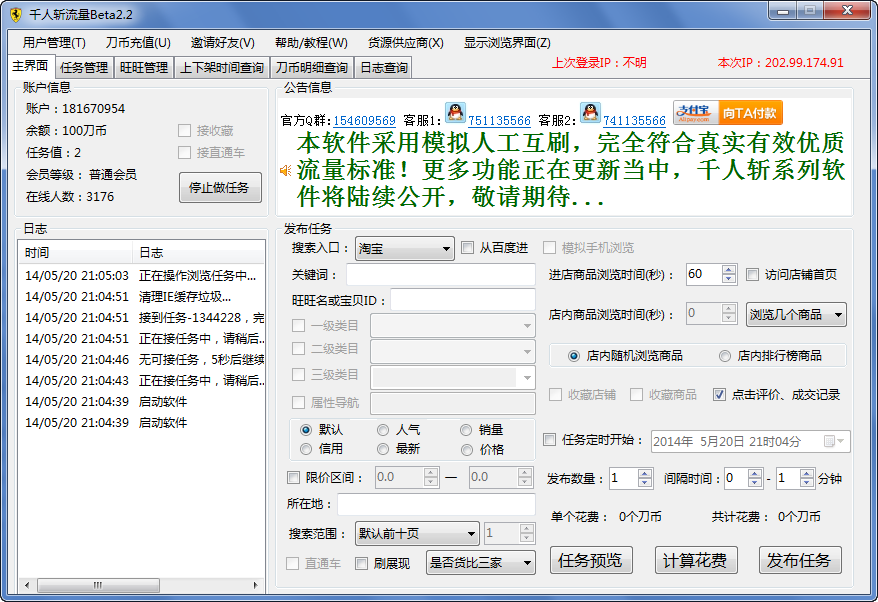 千人斩流量Beta2.2
用户管理(T) 刀币充值(U) 邀请好友(V) 帮助/教程(W) 货源供应商(X) 显示浏览界面(Z)
主界面 任务管理 旺旺管理 上下架时间查询 刀币明细查询 日志查询 上次登录IP：不明 本次IP：202.99.174.91
账户信息
账户：181670954
余额：100刀币 接收藏
任务值：2 接直通车
会员等级： 普通会员
在线人数：3176 停止做任务
公告信息
官方Q群:154609569 客服1: 751135566 客服2: 741135566 支付宝 Alipay.com 向TA付款
本软件采用模拟人工互刷，完全符合真实有效优质
流量标准！更多功能正在更新当中，千人斩系列软
件将陆续公开，敬请期待...
日志
时间 日志
14/05/20 21:05:03 正在操作浏览任务中...
14/05/20 21:04:51 清理IE缓存垃圾...
14/05/20 21:04:51 接到任务-1344228，完
14/05/20 21:04:51 正在接任务中，请稍后..
14/05/20 21:04:46 无可接任务，5秒后继续
14/05/20 21:04:43 正在接任务中，请稍后..
14/05/20 21:04:39 启动软件
14/05/20 21:04:39 启动软件
发布任务
搜索入口： 淘宝 从百度进 模拟手机浏览
关键词： 进店商品浏览时间(秒)： 60 访问店铺首页
旺旺名或宝贝ID： 店内商品浏览时间(秒)： 0 浏览几个商品
一级类目
二级类目 店内随机浏览商品 店内排行榜商品
三级类目
属性导航 收藏店铺 收藏商品 点击评价、成交记录
默认 人气 销量
信用 最新 价格 任务定时开始： 2014年 5月20日 21时04分
限价区间： 0.0 — 0.0 发布数量： 1 间隔时间： 0 - 1 分钟
所在地： 单个花费： 0个刀币 共计花费： 0个刀币
搜索范围： 默认前十页 1
直通车 刷展现 是否货比三家 任务预览 计算花费 发布任务